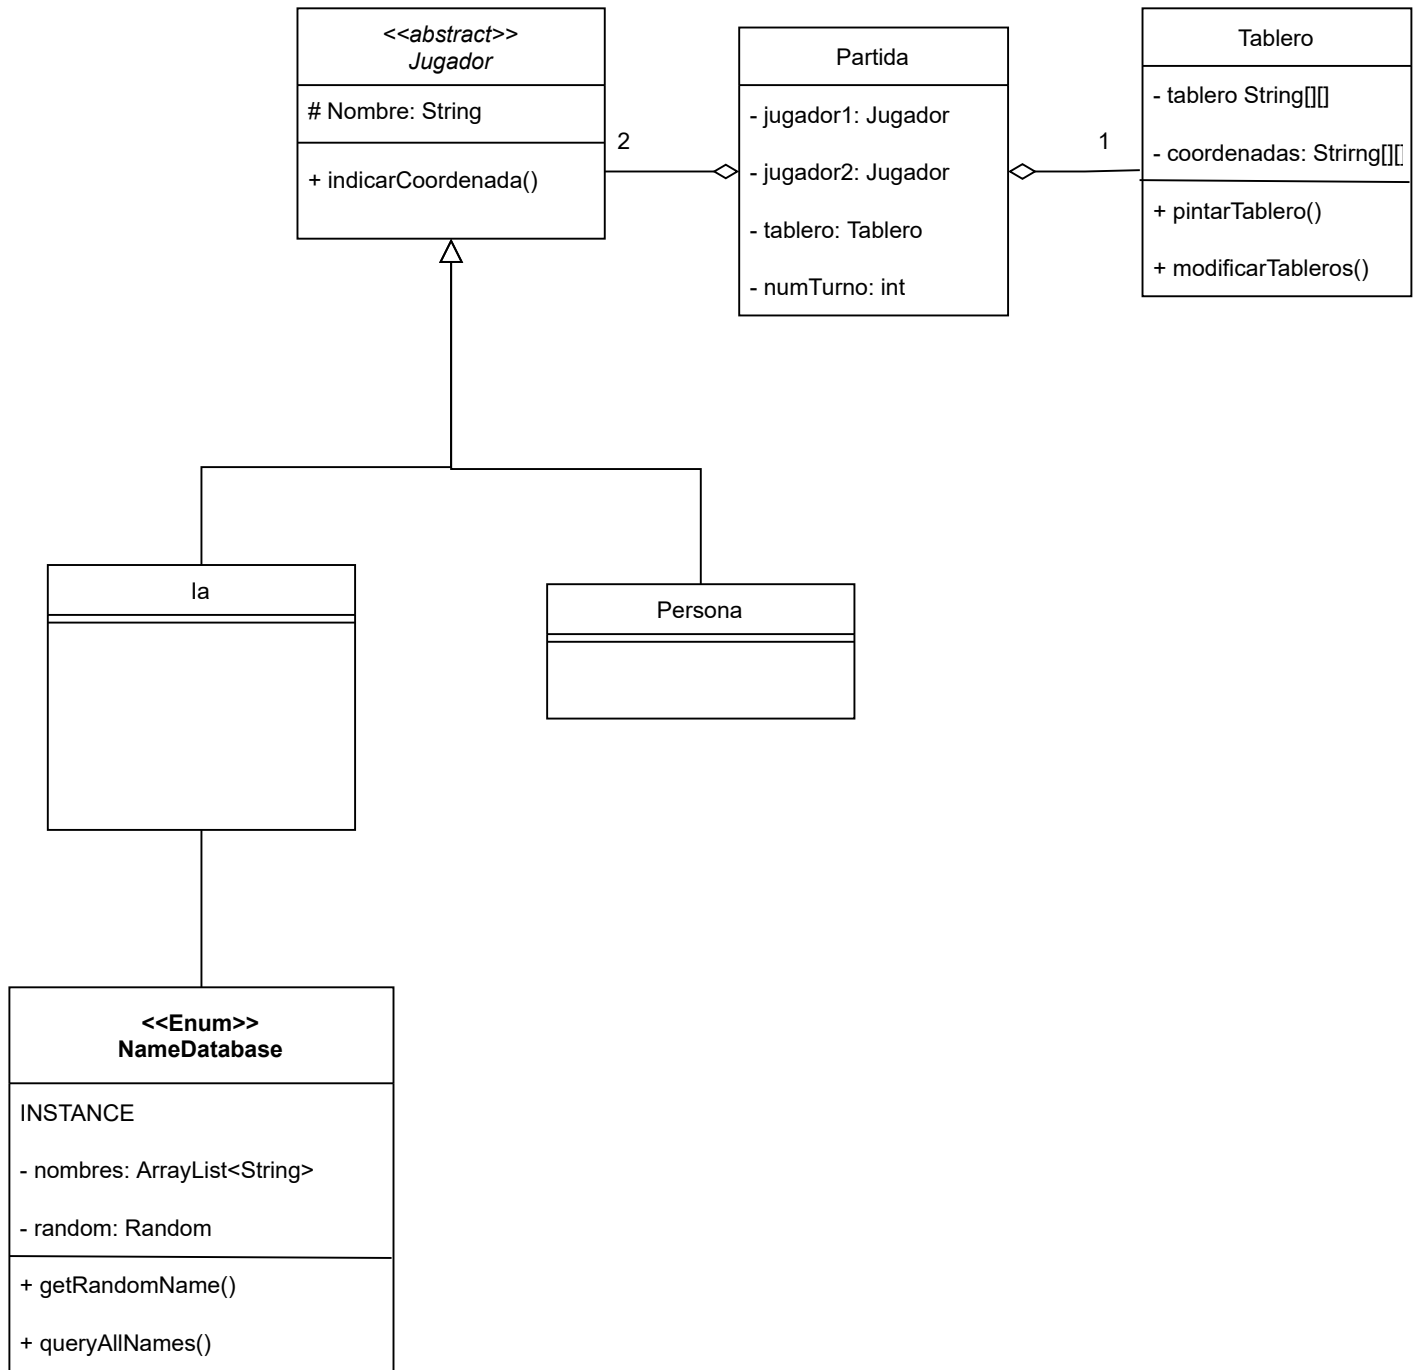 <<abstract>>
Jugador
# Nombre: String
+ indicarCoordenada()
2
Partida
- jugador1: Jugador
- jugador2: Jugador
- tablero: Tablero
- numTurno: int
1
Tablero
- tablero String[][]
- coordenadas: Strirng[][]
+ pintarTablero()
+ modificarTableros()
Ia
Persona
<<Enum>>
NameDatabase
INSTANCE
- nombres: ArrayList<String>
- random: Random
+ getRandomName()
+ queryAllNames()